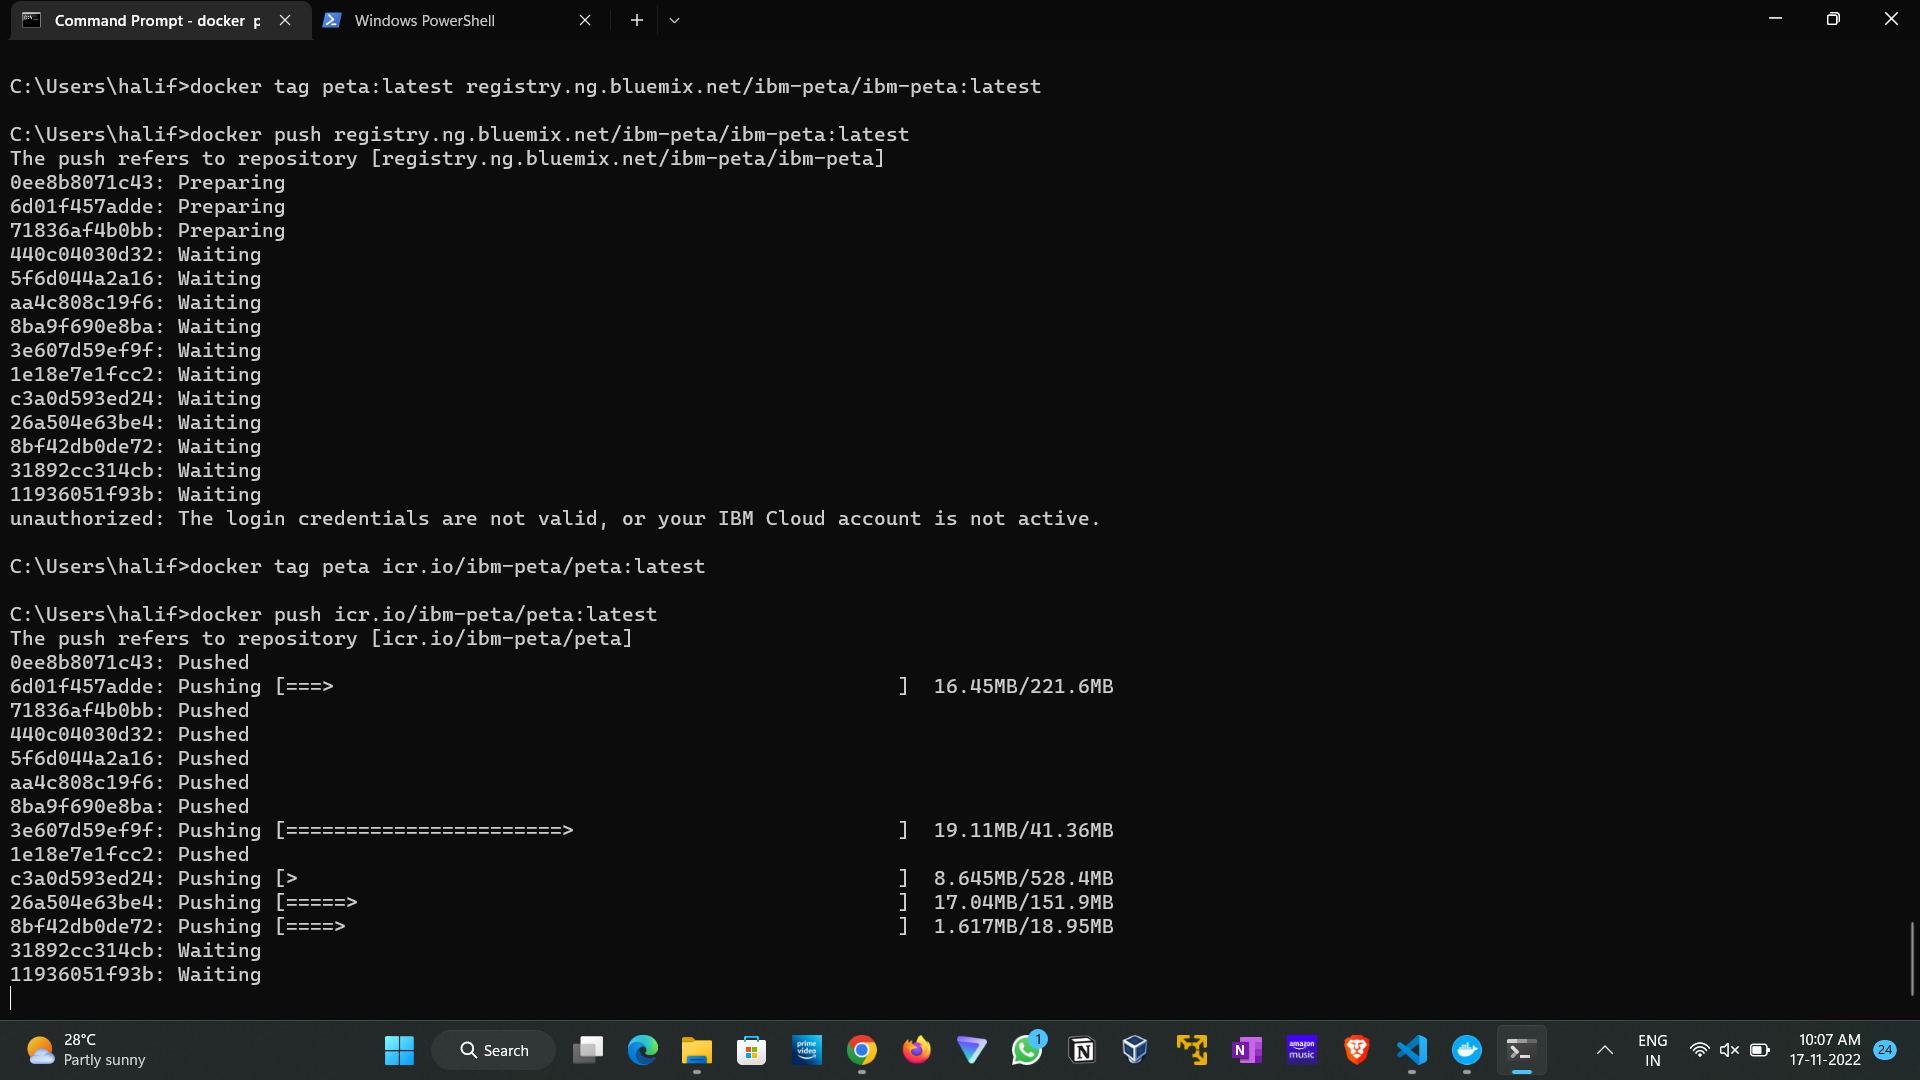 Command Prompt - docker p
Windows PowerShell
C:\Users\halif>docker tag peta:latest registry.ng.bluemix.net/ibm-peta/ibm-peta:latest
C:\Users\halif>docker push registry.ng.bluemix.net/ibm-peta/ibm-peta:latest
The push refers to repository [registry.ng.bluemix.net/ibm-peta/ibm-peta]
0ee8b8071c43: Preparing
6d01f457adde: Preparing
71836af4b0bb: Preparing
440c04030d32: Waiting
5f6d044a2a16: Waiting
aa4c808c19f6: Waiting
8ba9f690e8ba: Waiting
3e607d59ef9f: Waiting
1e18e7e1fcc2: Waiting
c3a0d593ed24: Waiting
26a504e63be4: Waiting
8bf42db0de72: Waiting
31892cc314cb: Waiting
11936051f93b: Waiting
unauthorized: The login credentials are not valid, or your IBM Cloud account is not active.
C:\Users\halif>docker tag peta icr.io/ibm-peta/peta:latest
C:\Users\halif>docker push icr.io/ibm-peta/peta:latest
The push refers to repository [icr.io/ibm-peta/peta]
0ee8b8071c43: Pushed
6d01f457adde: Pushing [===>                                               ]  16.45MB/221.6MB
71836af4b0bb: Pushed
440c04030d32: Pushed
5f6d044a2a16: Pushed
aa4c808c19f6: Pushed
8ba9f690e8ba: Pushed
3e607d59ef9f: Pushing [=======================>                           ]  19.11MB/41.36MB
1e18e7e1fcc2: Pushed
c3a0d593ed24: Pushing [>                                                  ]  8.645MB/528.4MB
26a504e63be4: Pushing [=====>                                             ]  17.04MB/151.9MB
8bf42db0de72: Pushing [====>                                              ]  1.617MB/18.95MB
31892cc314cb: Waiting
11936051f93b: Waiting
28°C
Partly sunny
Search
prime video
1
N
N
amazon music
ENG
IN
10:07 AM
17-11-2022
24